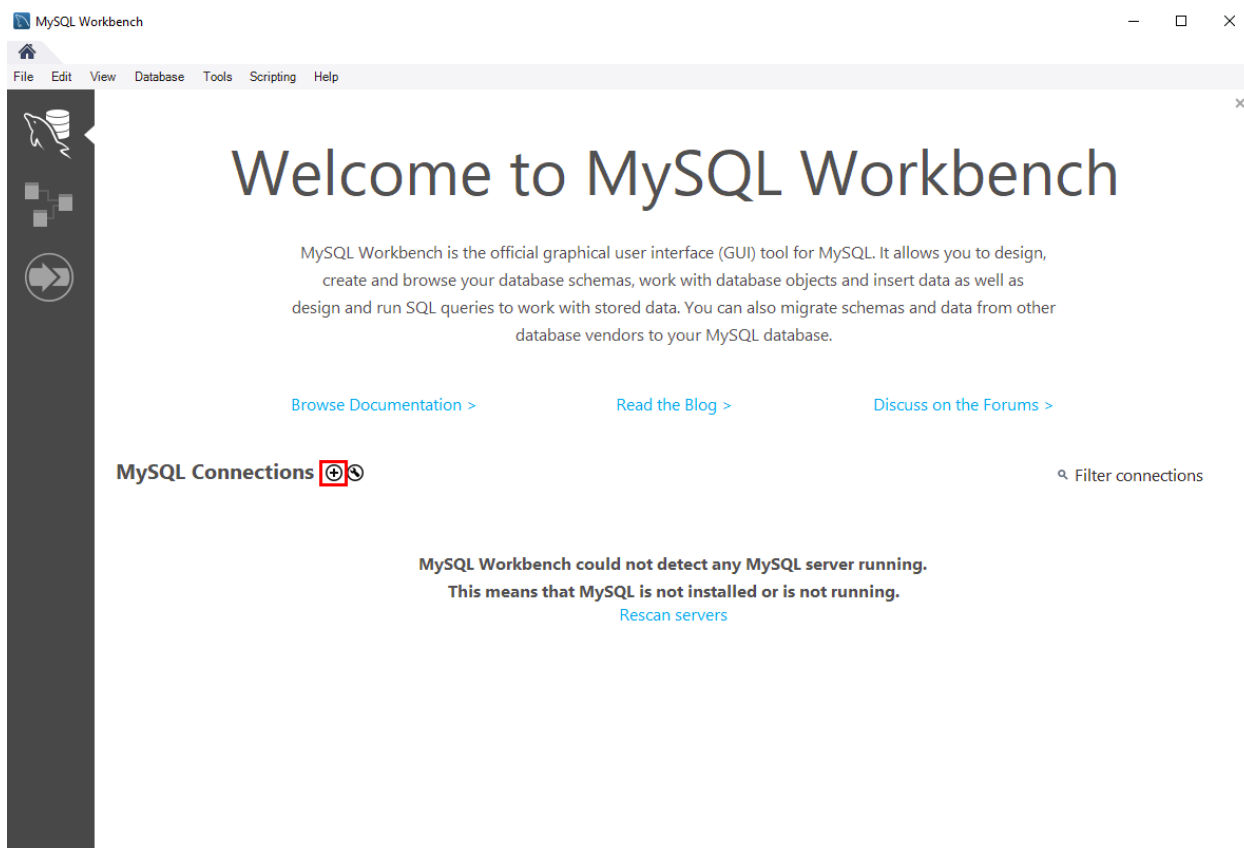 MySQL Workbench
File Edit View Database Tools Scripting Help
Welcome to MySQL Workbench
MySQL Workbench is the official graphical user interface (GUI) tool for MySQL. It allows you to design,
create and browse your database schemas, work with database objects and insert data as well as
design and run SQL queries to work with stored data. You can also migrate schemas and data from other
database vendors to your MySQL database.
Browse Documentation > Read the Blog > Discuss on the Forums >
MySQL Connections Filter connections
MySQL Workbench could not detect any MySQL server running.
This means that MySQL is not installed or is not running.
Rescan servers